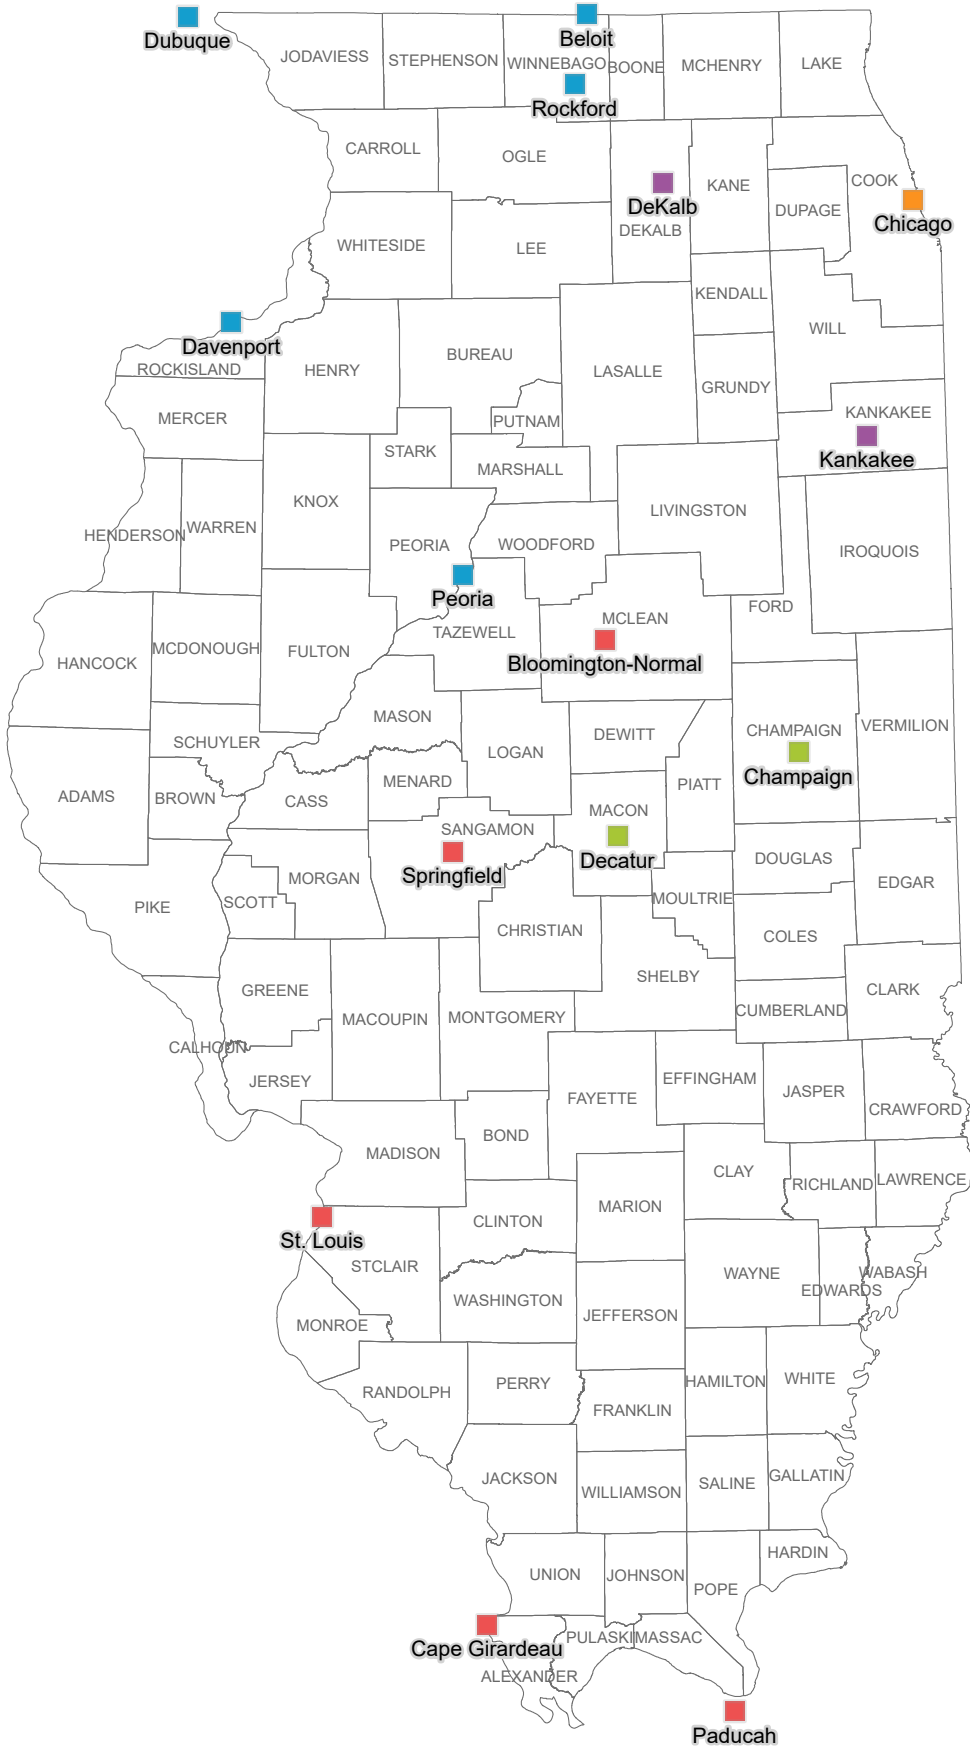 Dubuque
Beloit
JODAVIESS
STEPHENSON
WINNEBAGO
BOONE
MCHENRY
LAKE
Rockford
CARROLL
OGLE
DeKalb
DEKALB
KANE
DUPAGE
COOK
Chicago
WHITESIDE
LEE
KENDALL
WILL
Davenport
ROCKISLAND
HENRY
BUREAU
LASALLE
GRUNDY
MERCER
PUTNAM
KANKAKEE
Kankakee
STARK
MARSHALL
KNOX
LIVINGSTON
HENDERSON
WARREN
PEORIA
WOODFORD
IROQUOIS
Peoria
FORD
MCLEAN
TAZEWELL
Bloomington-Normal
HANCOCK
MCDONOUGH
FULTON
MASON
SCHUYLER
LOGAN
DEWITT
CHAMPAIGN
VERMILION
Champaign
ADAMS
BROWN
CASS
MENARD
PIATT
MACON
Decatur
SANGAMON
Springfield
DOUGLAS
EDGAR
PIKE
SCOTT
MORGAN
MOULTRIE
CHRISTIAN
COLES
SHELBY
GREENE
MACOUPIN
MONTGOMERY
CUMBERLAND
CLARK
CALHOUN
JERSEY
FAYETTE
EFFINGHAM
JASPER
CRAWFORD
MADISON
BOND
CLAY
RICHLAND
LAWRENCE
MARION
St. Louis
STCLAIR
CLINTON
WAYNE
EDWARDS
WABASH
WASHINGTON
JEFFERSON
MONROE
RANDOLPH
PERRY
HAMILTON
WHITE
FRANKLIN
JACKSON
WILLIAMSON
SALINE
GALLATIN
HARDIN
UNION
JOHNSON
POPE
Cape Girardeau
PULASKI
MASSAC
ALEXANDER
Paducah